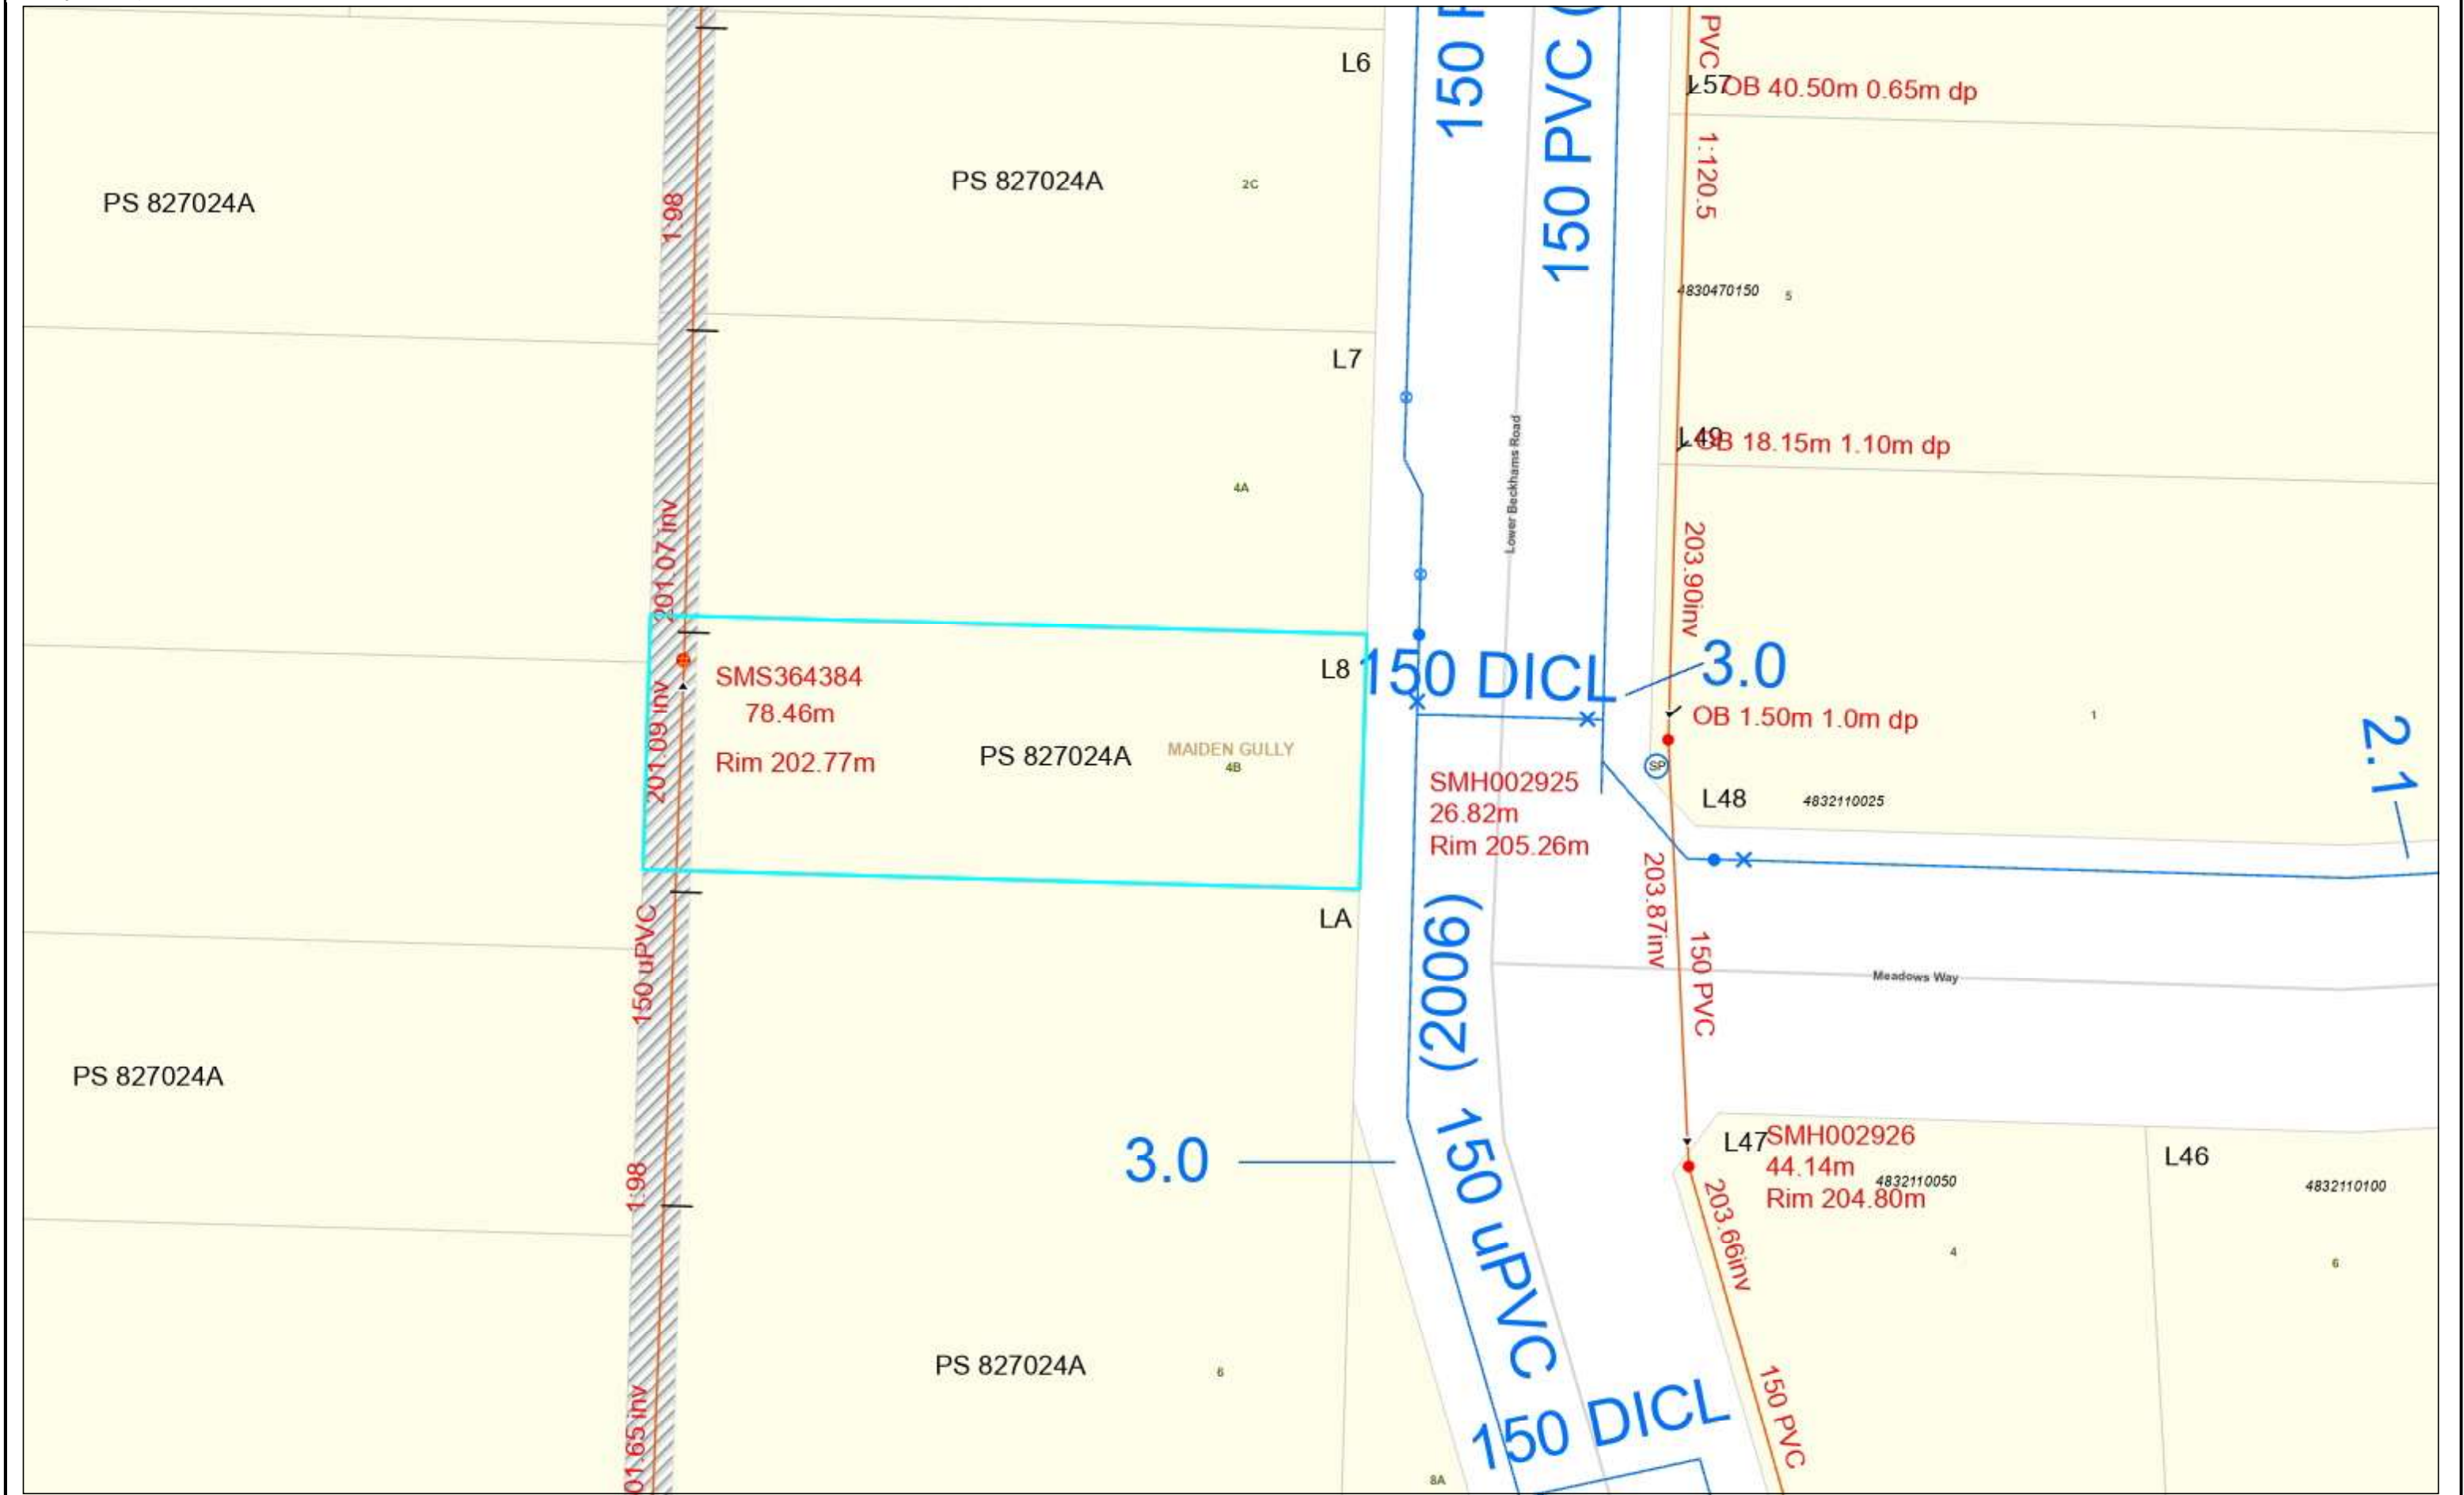 L6
150
150 PVC (
PVC
L57
OB 40.50m 0.65m dp
PS 827024A
PS 827024A
2C
1:98
1:120.5
4830470150
5
L7
L49
OB 18.15m 1.10m dp
4A
Lower Beckhams Road
201.07 inv
203.90inv
SMS364384
78.46m
Rim 202.77m
L8
150 DICL
3.0
OB 1.50m 1.0m dp
1
2.1
201.09 inv
PS 827024A
MAIDEN GULLY
4B
SP
SMH002925
26.82m
Rim 205.26m
L48
4832110025
203.87inv
LA
(2006)
150 uPVC
150 PVC
Meadows Way
PS 827024A
3.0
150 uPVC
L47
SMH002926
44.14m
4832110050
Rim 204.80m
L46
4832110100
1:98
203.66inv
4
6
PS 827024A
6
01.65 inv
150 DICL
150 PVC
8A